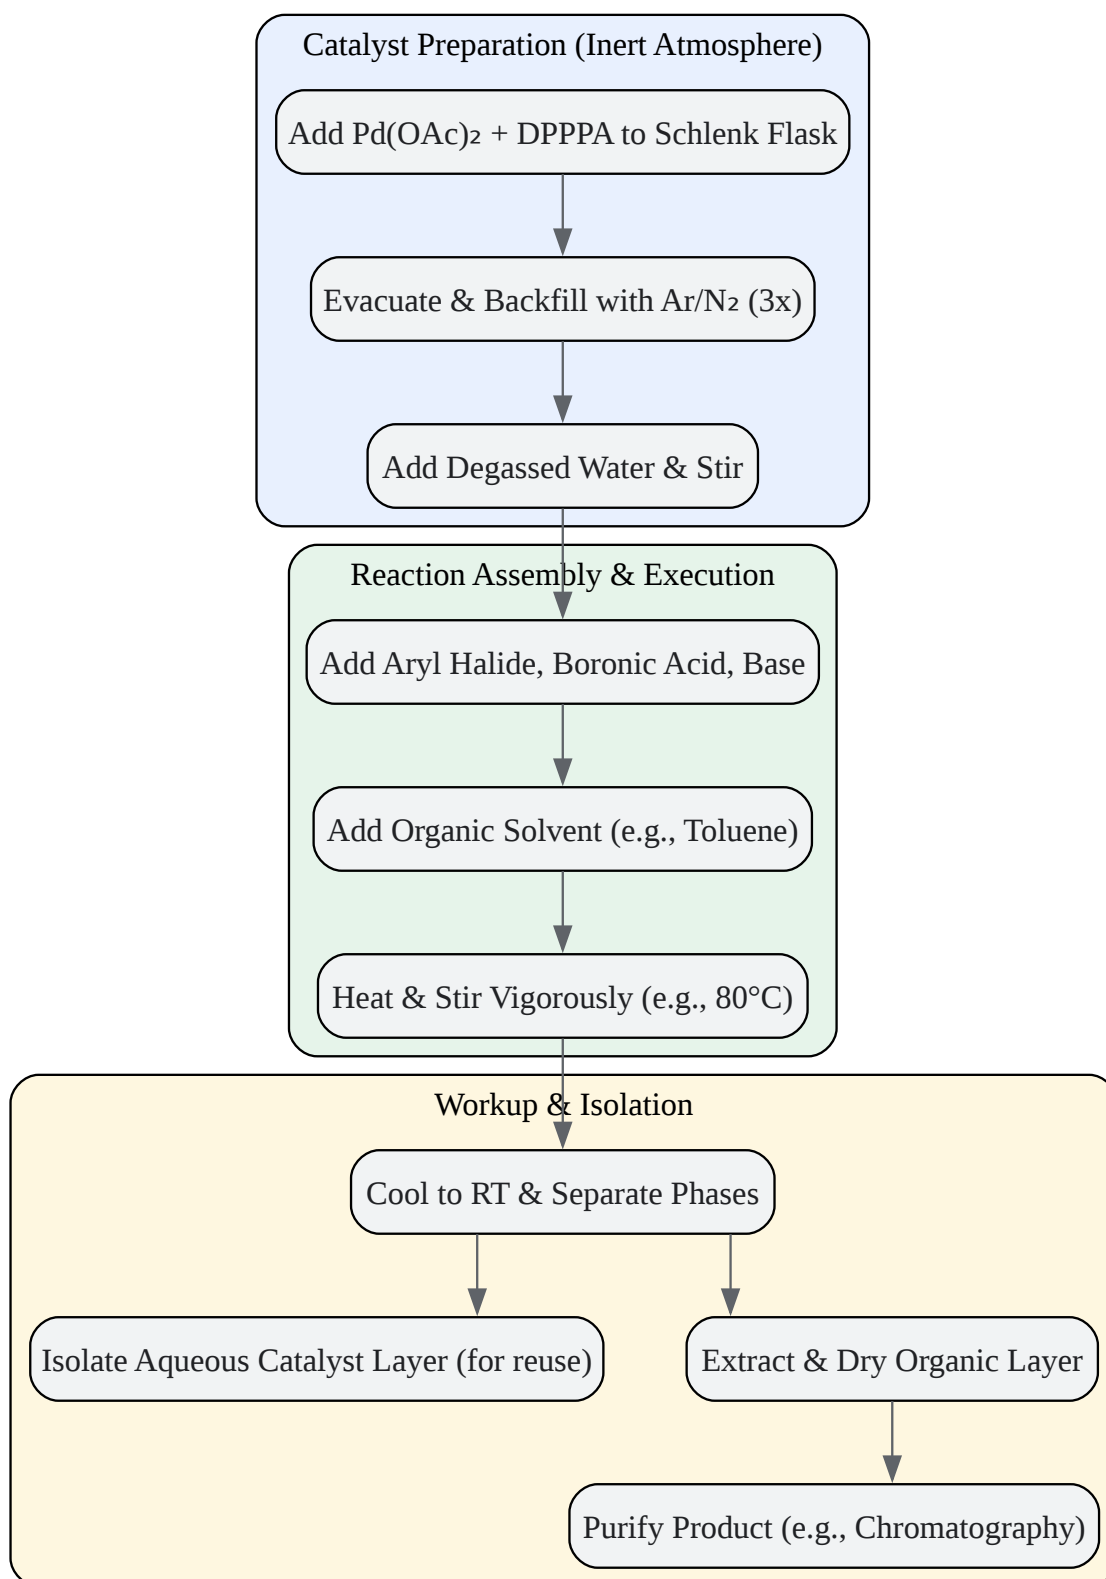 Catalyst Preparation (Inert Atmosphere)
Add Pd(OAc)₂ + DPPPA to Schlenk Flask
Evacuate & Backfill with Ar/N₂ (3x)
Add Degassed Water & Stir
Reaction Assembly & Execution
Add Aryl Halide, Boronic Acid, Base
Add Organic Solvent (e.g., Toluene)
Heat & Stir Vigorously (e.g., 80°C)
Workup & Isolation
Cool to RT & Separate Phases
Isolate Aqueous Catalyst Layer (for reuse)
Extract & Dry Organic Layer
Purify Product (e.g., Chromatography)